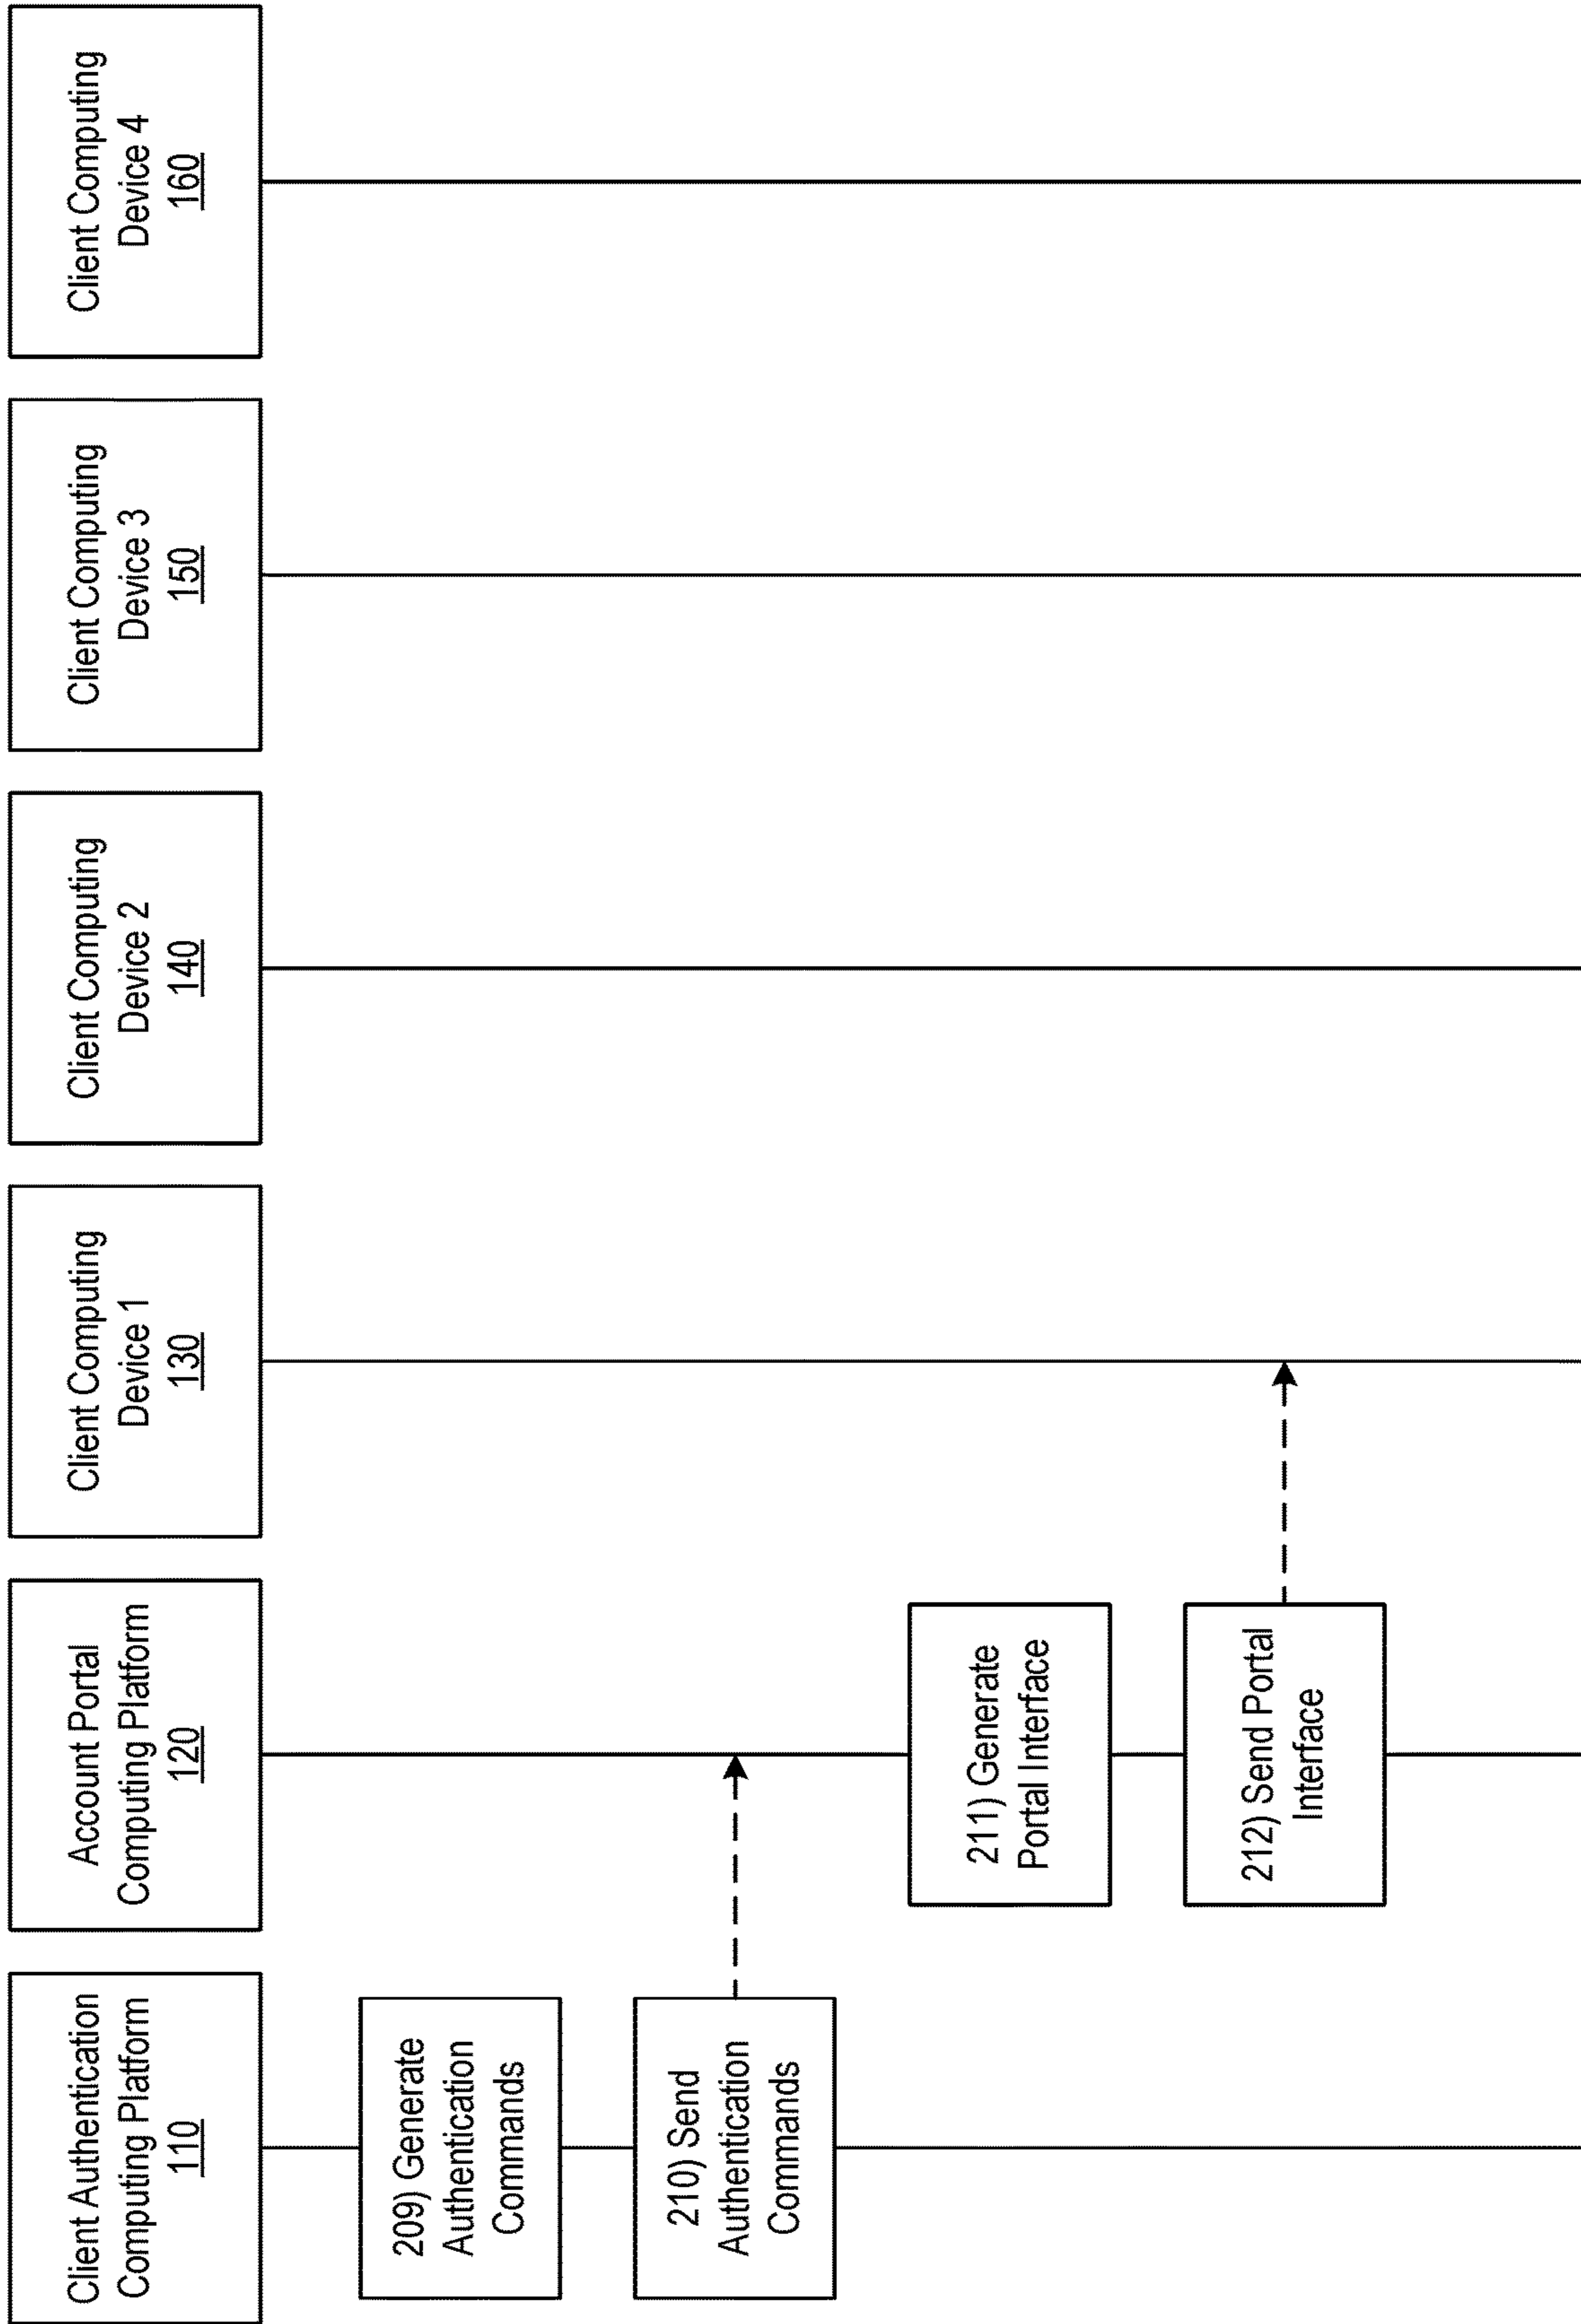 Client Authentication
Computing Platform
110
Account Portal
Computing Platform
120
Client Computing
Device 1
130
Client Computing
Device 2
140
Client Computing
Device 3
150
Client Computing
Device 4
160
209) Generate
Authentication
Commands
210) Send
Authentication
Commands
211) Generate
Portal Interface
212) Send Portal
Interface